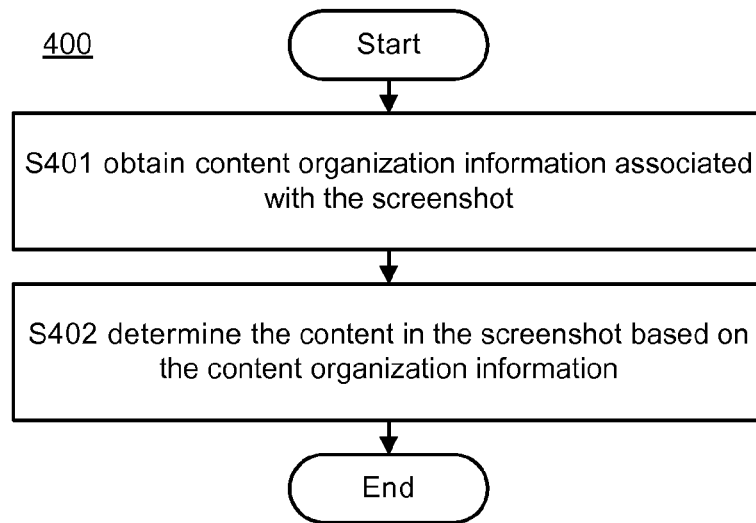 400
Start
S401 obtain content organization information associated
with the screenshot
S402 determine the content in the screenshot based on
the content organization information
End